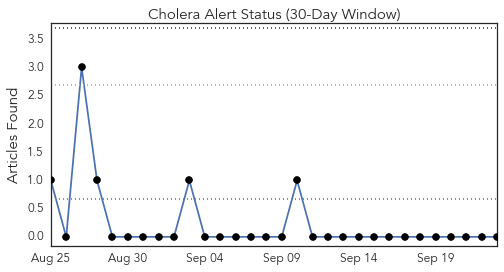 Cholera Alert Status (30-Day Window)
Articles Found
3.5
3.0
2.5
2.0
1.5
1.0
0.5
0.0
Aug 25 Aug 30 Sep 04 Sep 09 Sep 14 Sep 19